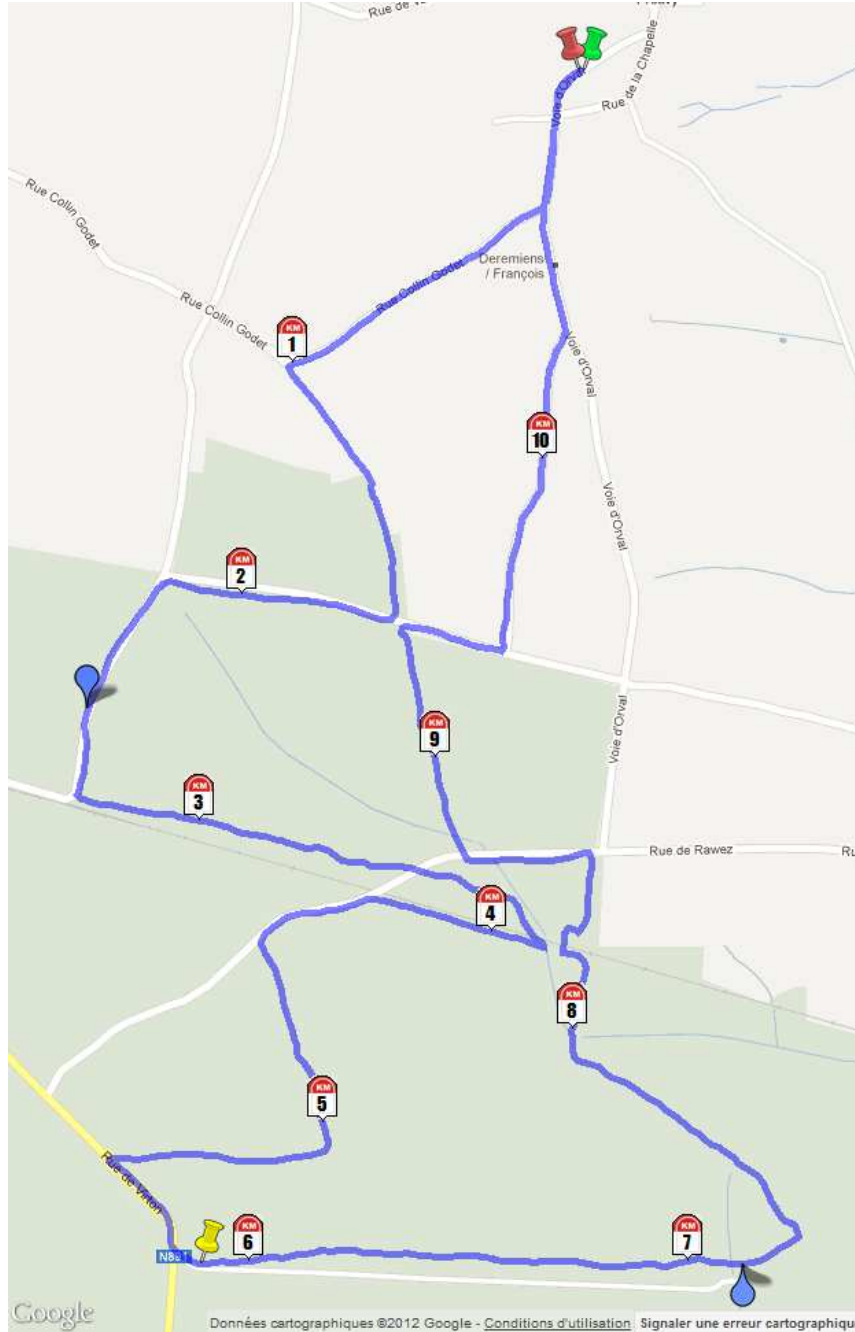 Rue de la Chapelle
Voie d'Orval
Rue Collin Godet
Deremiens
/ François
Rue Collin Godet
Rue Collin Godet
KM
1
Voie d'Orval
KM
10
Voie d'Orval
KM
2
Voie d'Orval
KM
9
KM
3
Rue de Rawez
KM
4
KM
8
KM
5
Rue de Virton
N891
KM
6
KM
7
Google
Données cartographiques ©2012 Google - Conditions d'utilisation Signaler une erreur cartographiqu